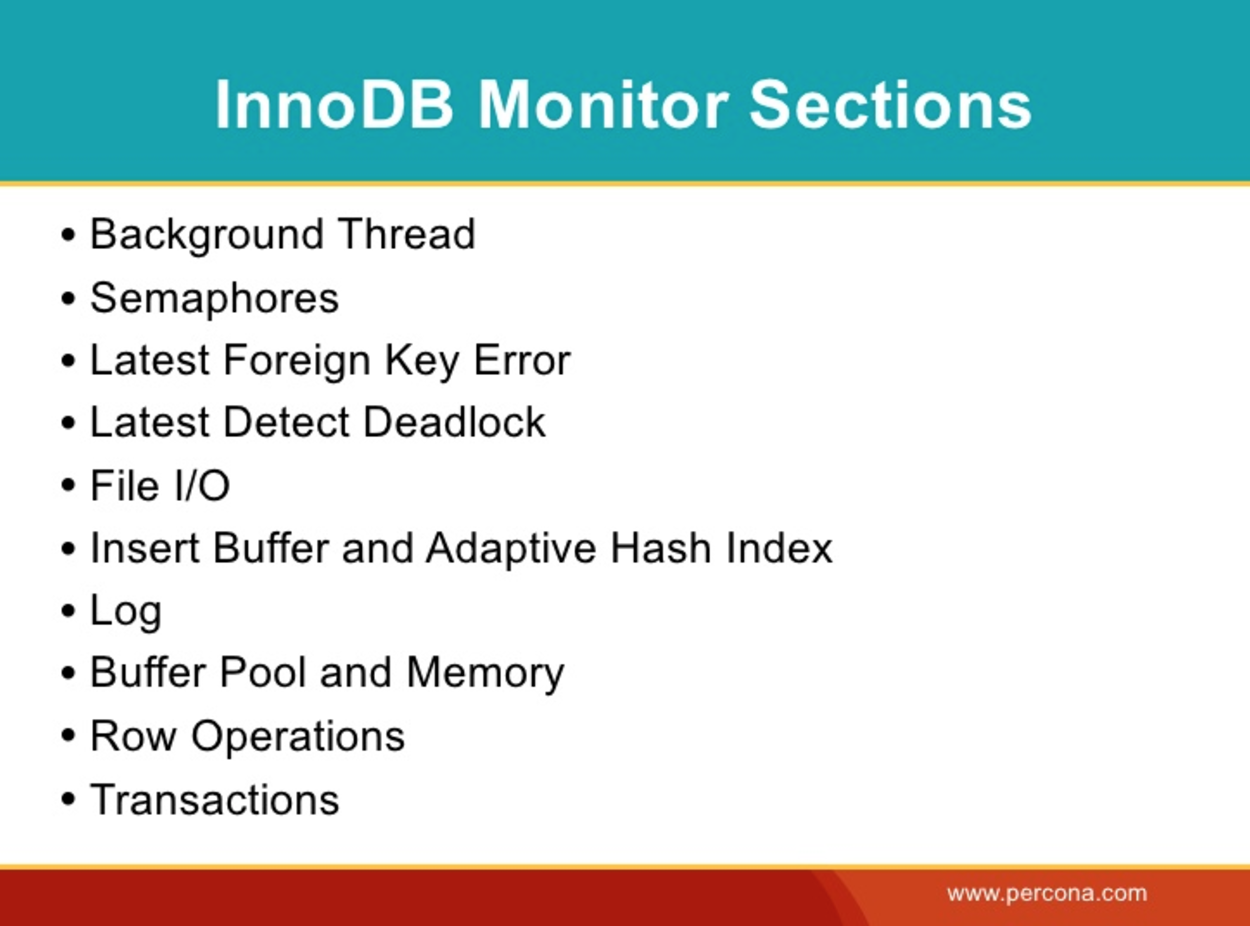 InnoDB Monitor Sections
• Background Thread
• Semaphores
• Latest Foreign Key Error
• Latest Detect Deadlock
• File I/O
• Insert Buffer and Adaptive Hash Index
• Log
• Buffer Pool and Memory
• Row Operations
• Transactions
www.percona.com